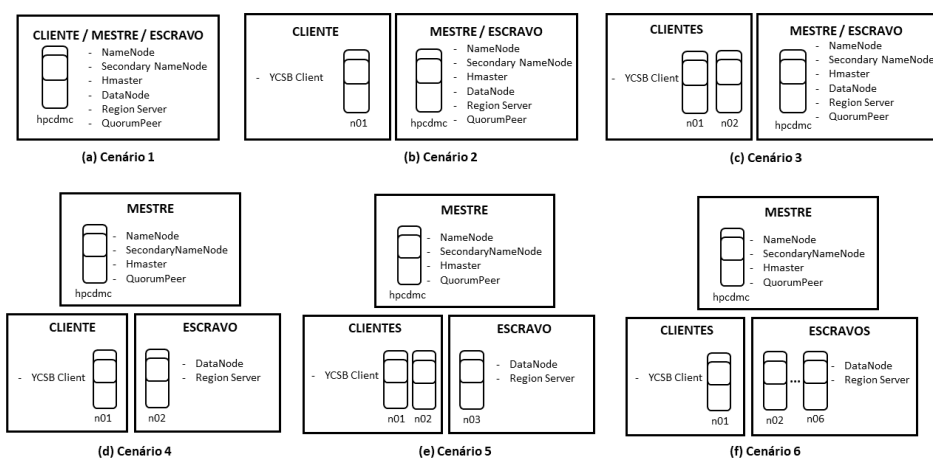 CLIENTE / MESTRE / ESCRAVO
- NameNode
- Secondary NameNode
- Hmaster
- DataNode
- Region Server
- QuorumPeer
hpcdmc
(a) Cenário 1
CLIENTE
- YCSB Client
n01
MESTRE / ESCRAVO
- NameNode
- Secondary NameNode
- Hmaster
- DataNode
- Region Server
- QuorumPeer
hpcdmc
(b) Cenário 2
CLIENTES
- YCSB Client
n01 n02
MESTRE / ESCRAVO
- NameNode
- Secondary NameNode
- Hmaster
- DataNode
- Region Server
- QuorumPeer
hpcdmc
(c) Cenário 3
MESTRE
- NameNode
- SecondaryNameNode
- Hmaster
- QuorumPeer
hpcdmc
CLIENTE
- YCSB Client
n01
ESCRAVO
- DataNode
- Region Server
n02
(d) Cenário 4
MESTRE
- NameNode
- SecondaryNameNode
- Hmaster
- QuorumPeer
hpcdmc
CLIENTES
- YCSB Client
n01 n02
ESCRAVO
- DataNode
- Region Server
n03
(e) Cenário 5
MESTRE
- NameNode
- SecondaryNameNode
- Hmaster
- QuorumPeer
hpcdmc
CLIENTES
- YCSB Client
n01
ESCRAVOS
- DataNode
- Region Server
...
n02 n06
(f) Cenário 6